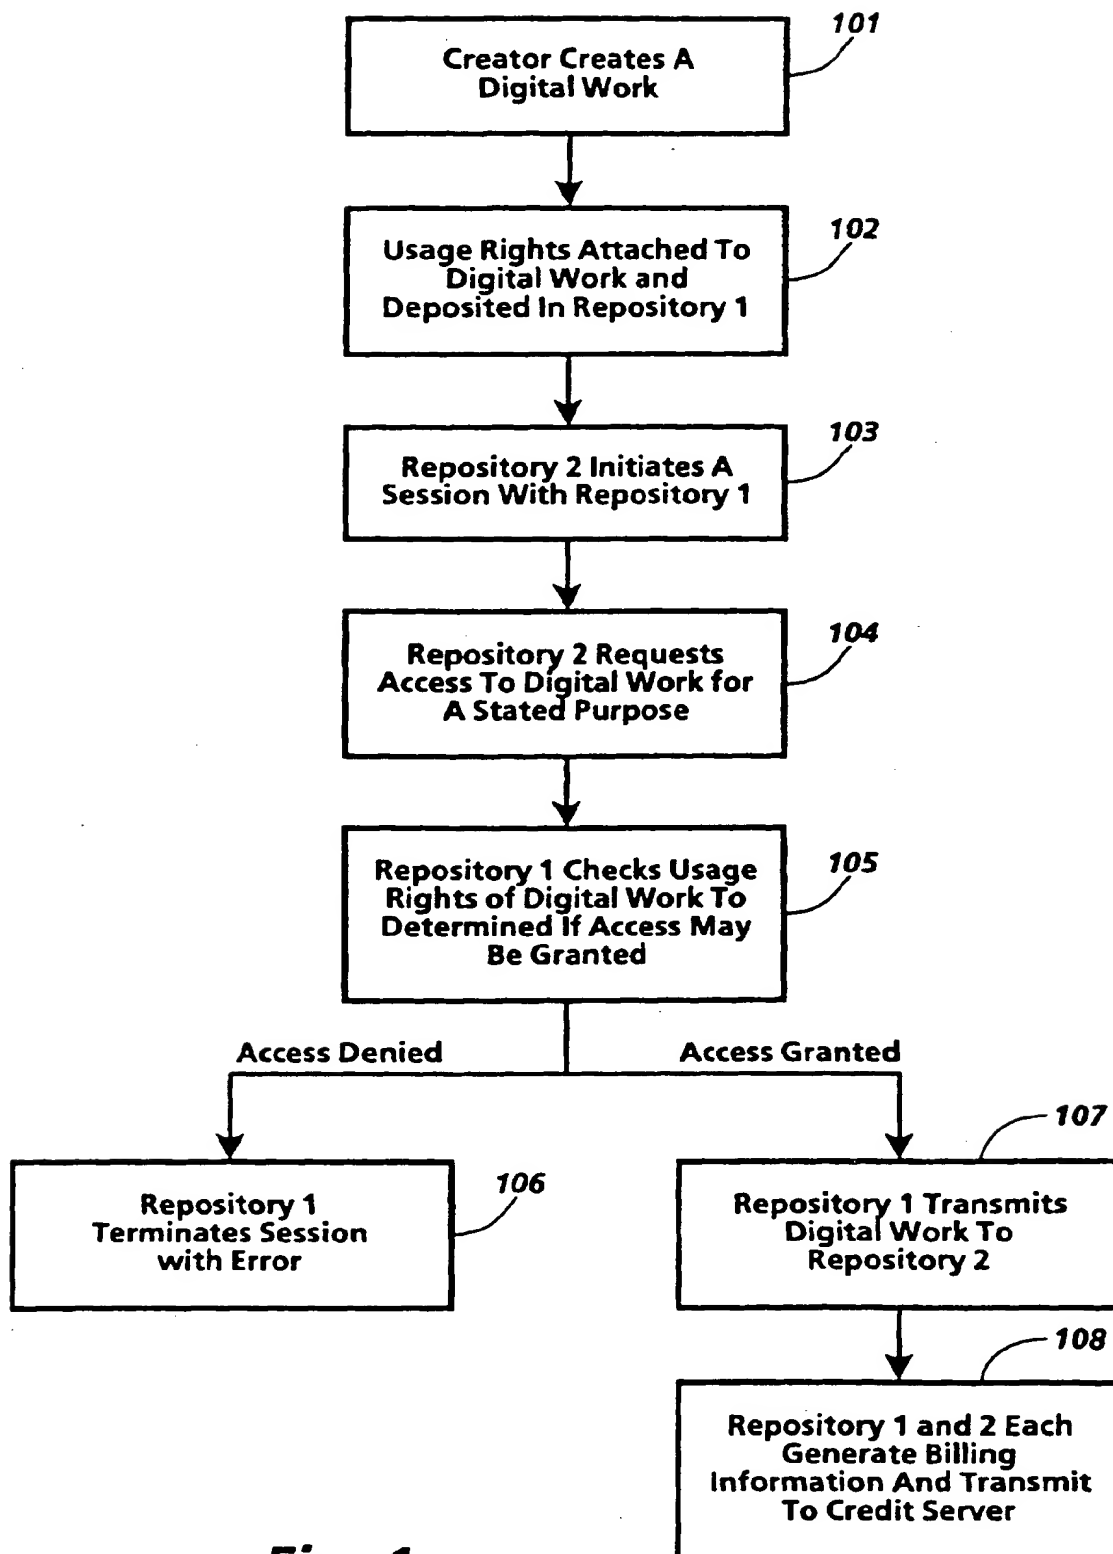 101
Creator Creates A
Digital Work
102
Usage Rights Attached To
Digital Work and
Deposited In Repository 1
103
Repository 2 Initiates A
Session With Repository 1
104
Repository 2 Requests
Access To Digital Work for
A Stated Purpose
105
Repository 1 Checks Usage
Rights of Digital Work To
Determined If Access May
Be Granted
Access Denied
Access Granted
107
106
Repository 1
Terminates Session
with Error
Repository 1 Transmits
Digital Work To
Repository 2
108
Repository 1 and 2 Each
Generate Billing
Information And Transmit
To Credit Server